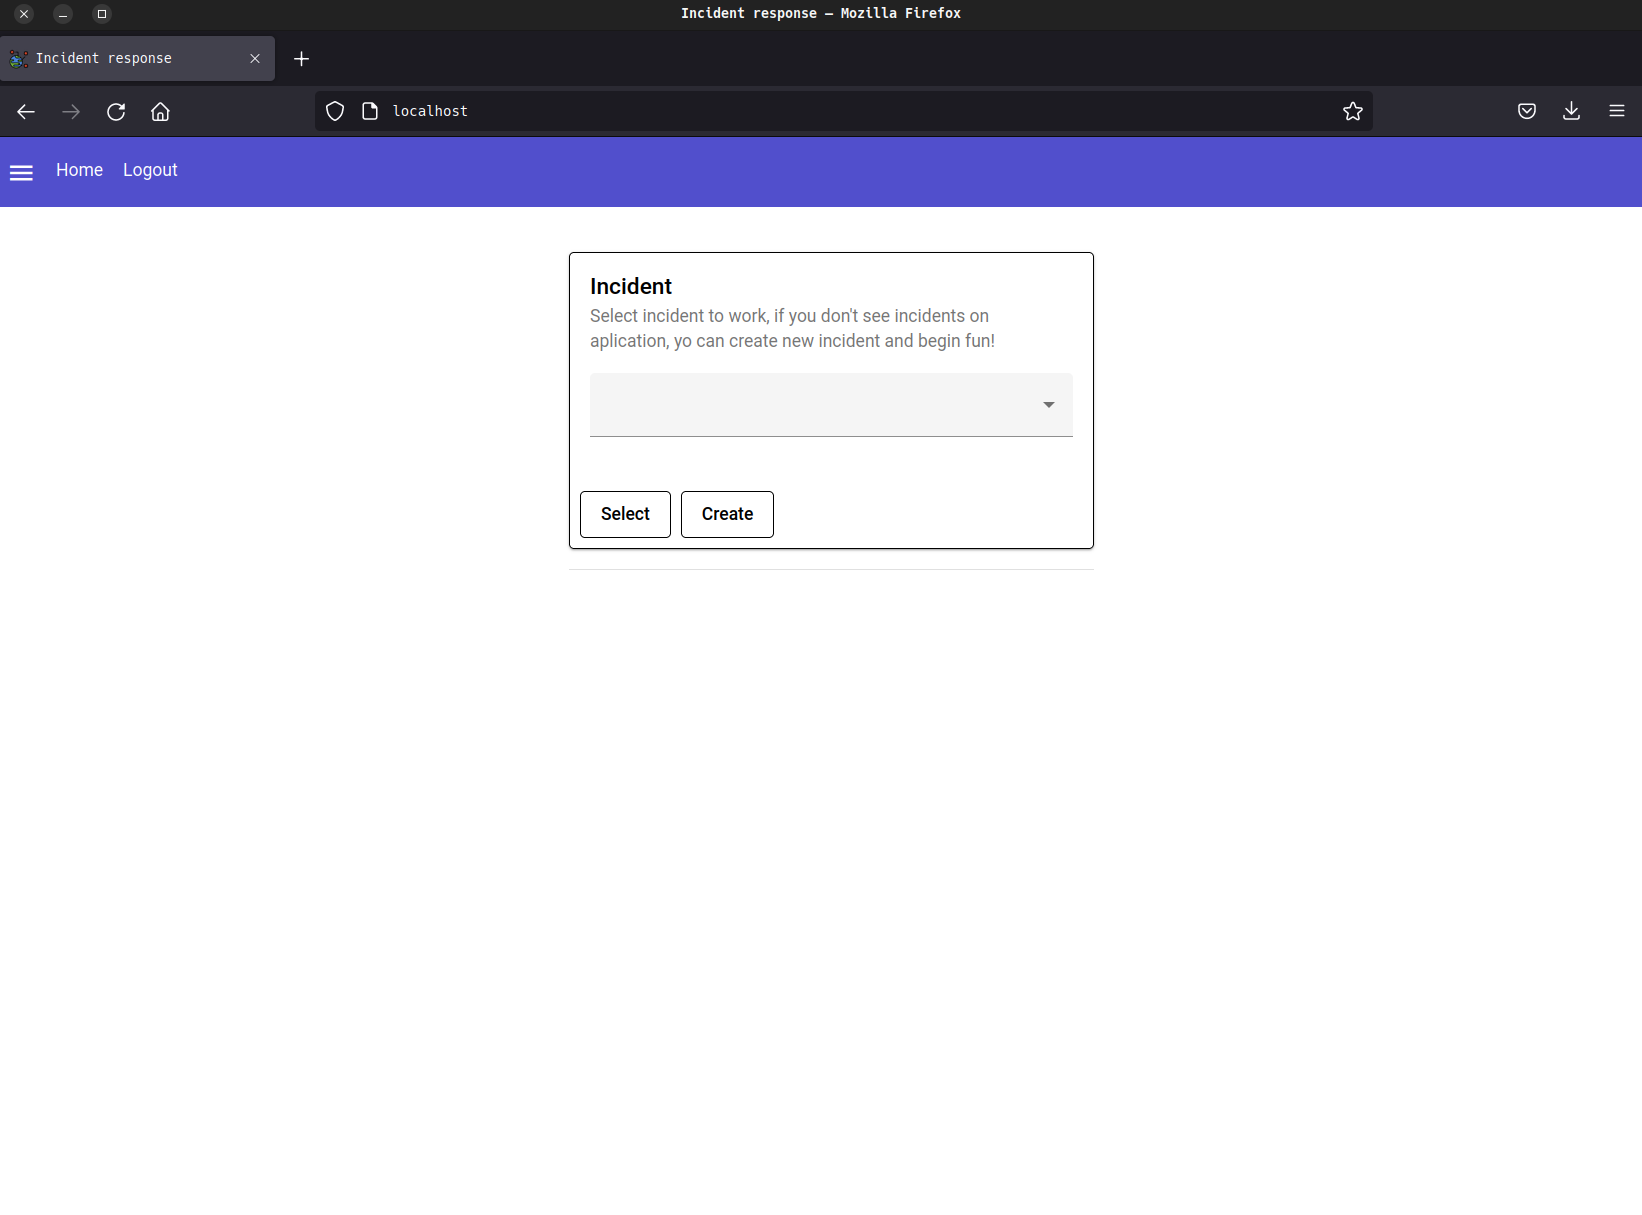 Incident response — Mozilla Firefox
Incident response
localhost
Home Logout
Incident
Select incident to work, if you don't see incidents on
aplication, yo can create new incident and begin fun!
Select Create